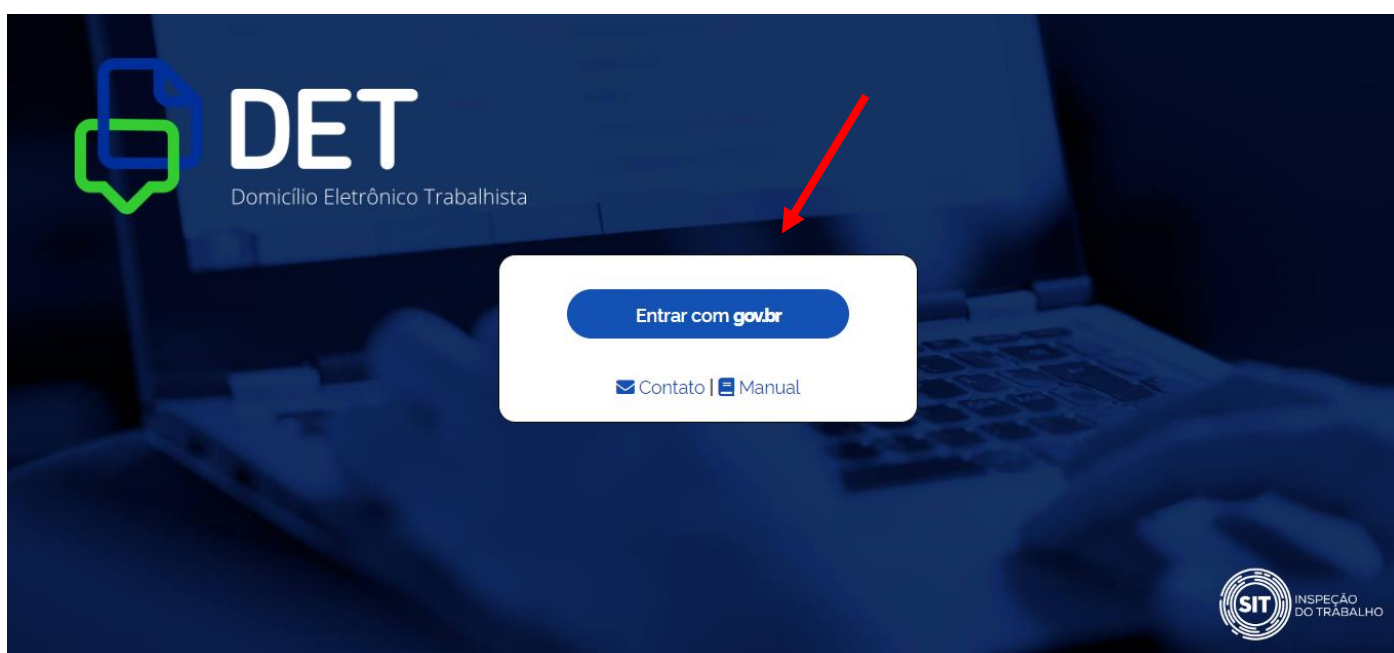 DET
Domicílio Eletrônico Trabalhista
Entrar com gov.br
Contato | Manual
SIT
INSPEÇÃO
DO TRABALHO